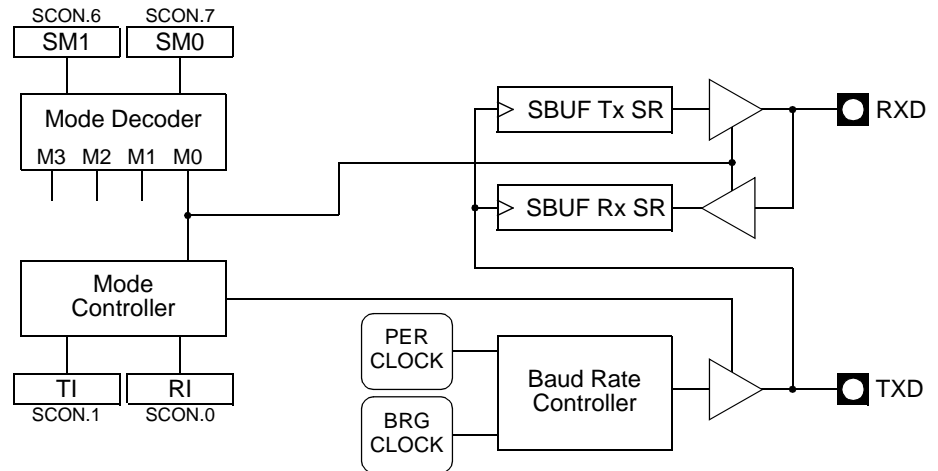 SCON.6 SCON.7
SM1 SM0
Mode Decoder
M3 M2 M1 M0
SBUF Tx SR
RXD
SBUF Rx SR
Mode
Controller
TI RI
SCON.1 SCON.0
PER
CLOCK
BRG
CLOCK
Baud Rate
Controller
TXD